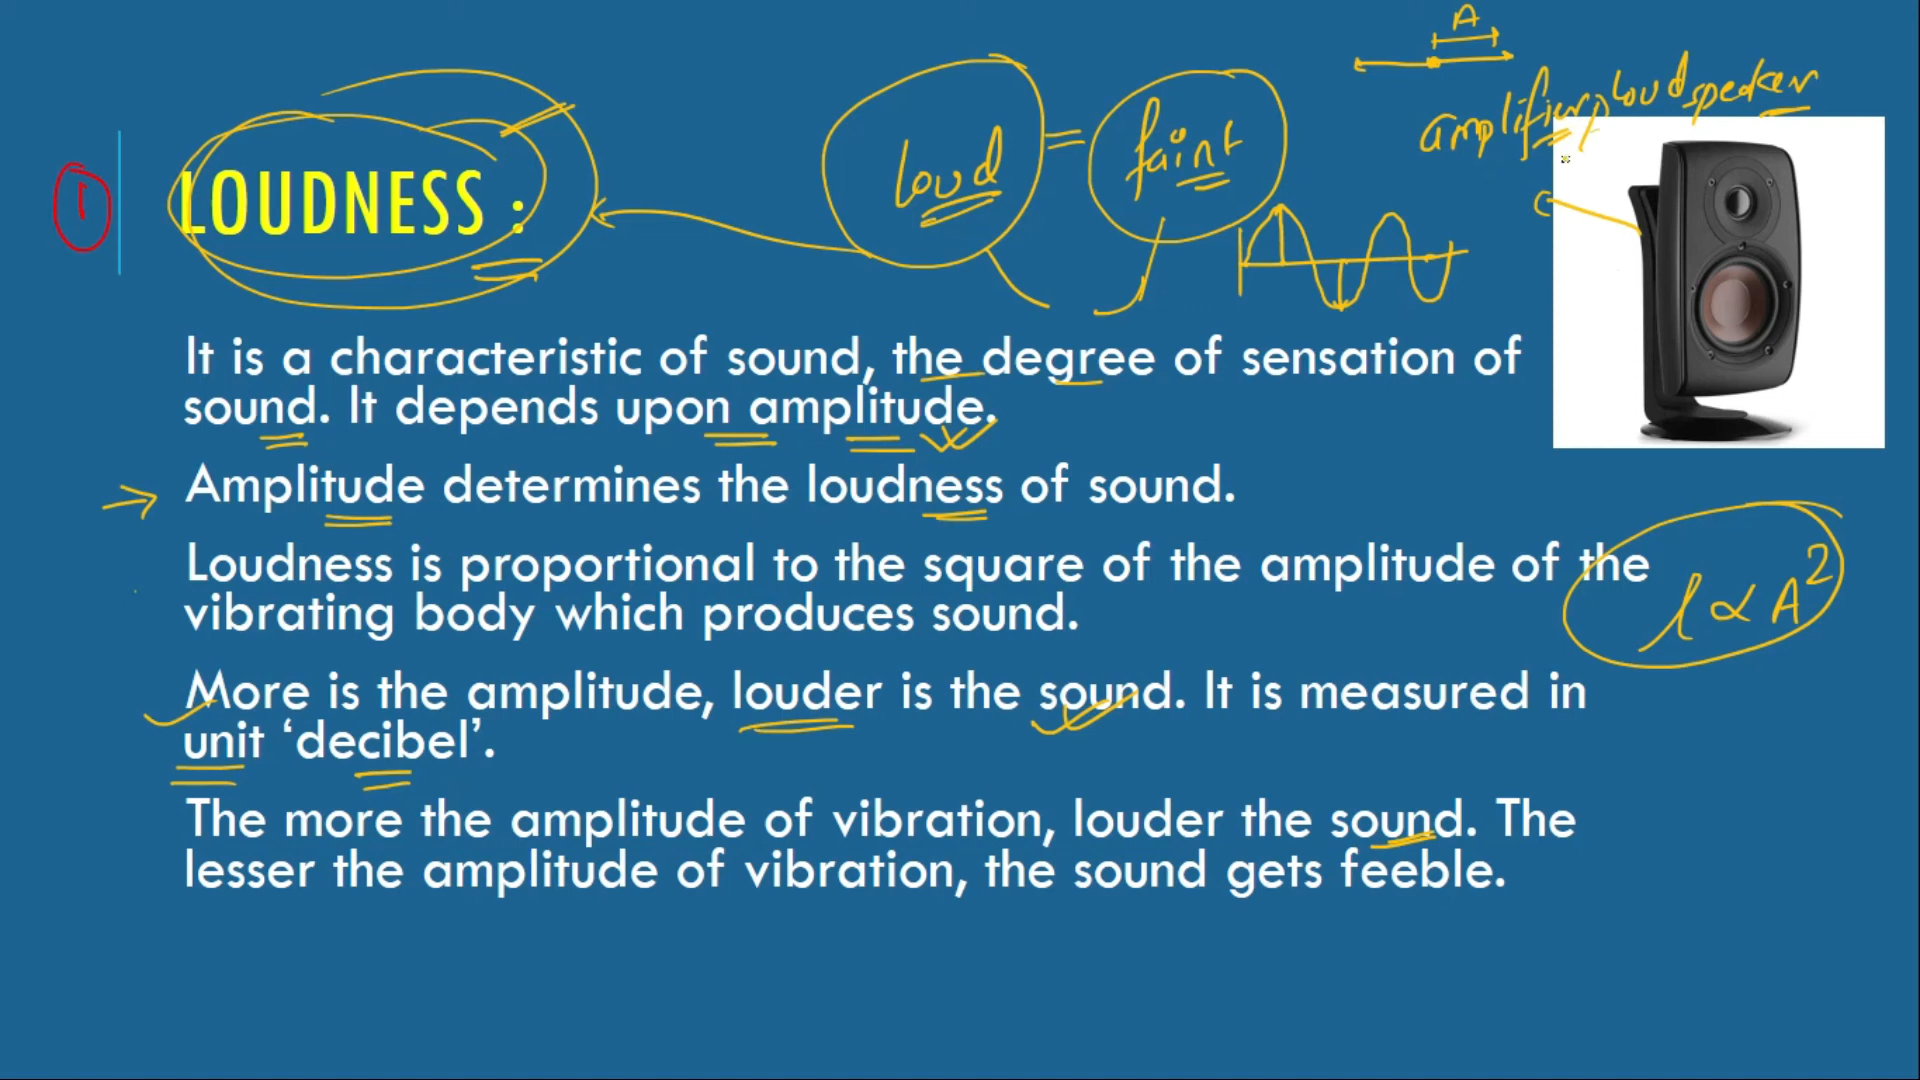 A
amplifier, loudspeaker
loud = faint
1
LOUDNESS :
It is a characteristic of sound, the degree of sensation of
sound. It depends upon amplitude.
Amplitude determines the loudness of sound.
Loudness is proportional to the square of the amplitude of the
vibrating body which produces sound.
l ∝ A²
More is the amplitude, louder is the sound. It is measured in
unit ‘decibel’.
The more the amplitude of vibration, louder the sound. The
lesser the amplitude of vibration, the sound gets feeble.